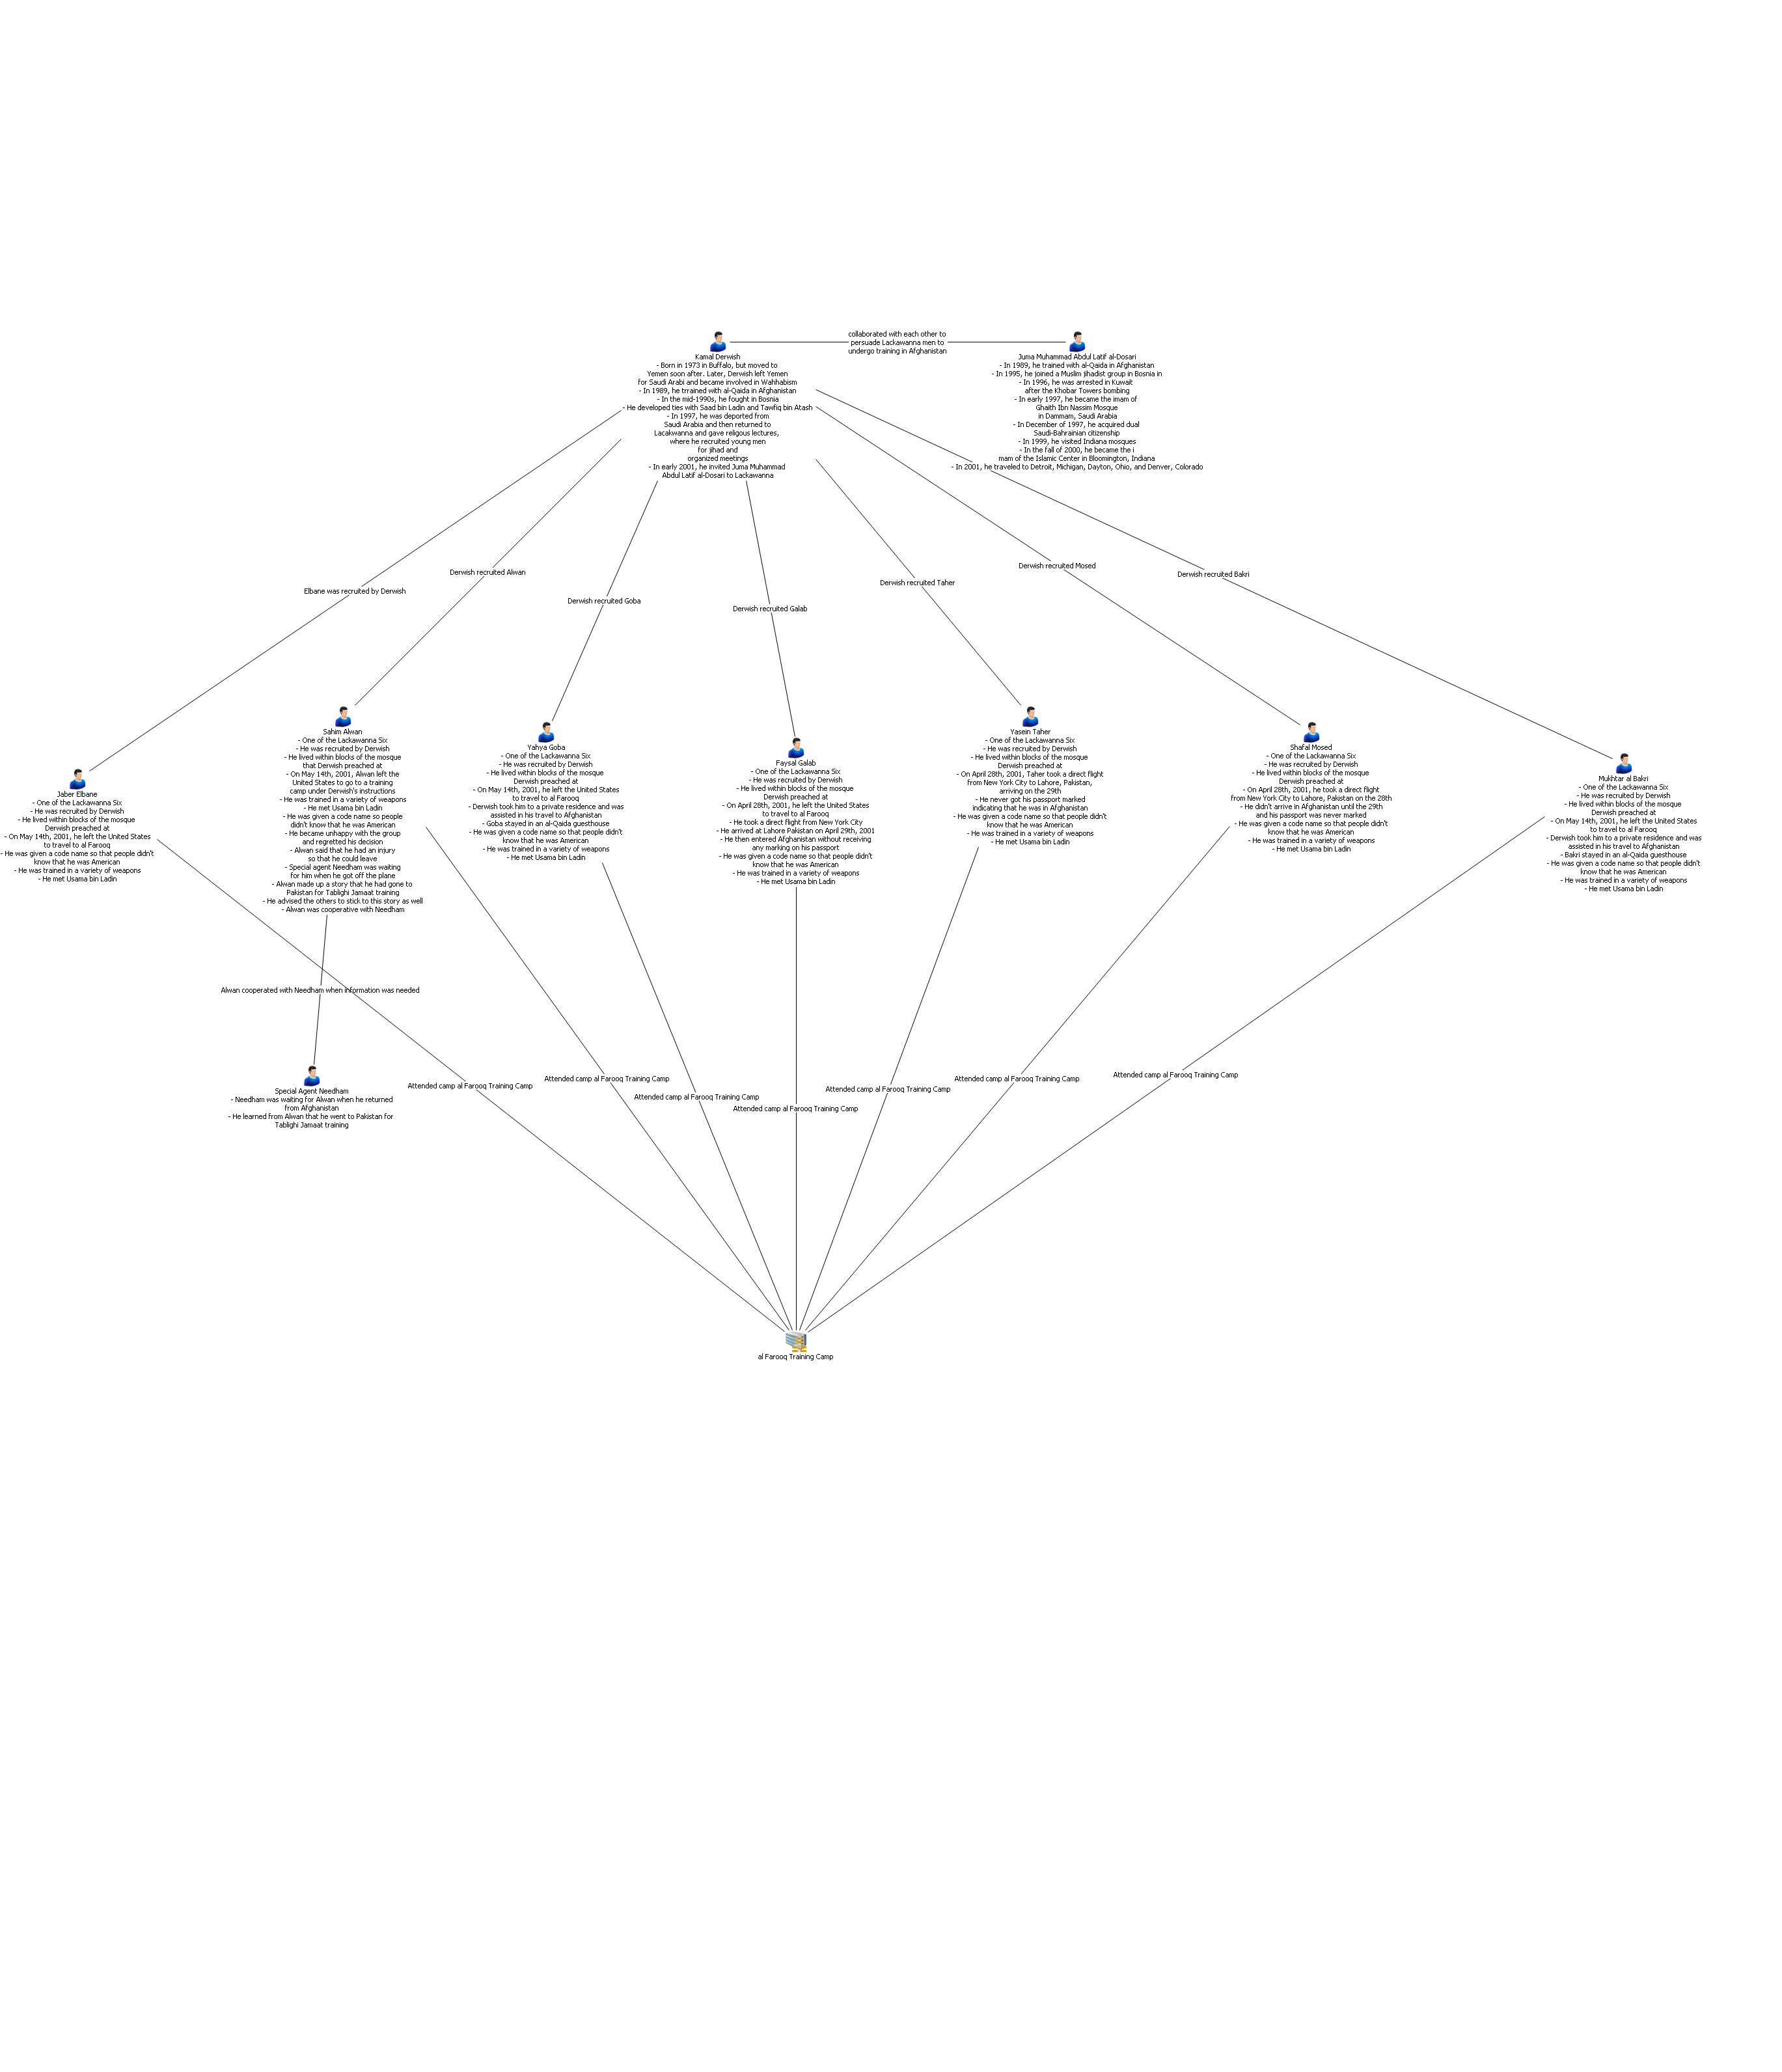 collaborated with each other to
persuade Lackawanna men to
undergo training in Afghanistan
Kamal Derwish
- Born in 1973 in Buffalo, but moved to
Yemen soon after. Later, Derwish left Yemen
for Saudi Arabi and became involved in Wahhabism
- In 1989, he trrained with al-Qaida in Afghanistan
- In the mid-1990s, he fought in Bosnia
- He developed ties with Saad bin Ladin and Tawfiq bin Atash
- In 1997, he was deported from
Saudi Arabia and then returned to
Lacakwanna and gave religous lectures,
where he recruited young men
for jihad and
organized meetings
- In early 2001, he invited Juma Muhammad
Abdul Latif al-Dosari to Lackawanna
Juma Muhammad Abdul Latif al-Dosari
- In 1989, he trained with al-Qaida in Afghanistan
- In 1995, he joined a Muslim jihadist group in Bosnia in
- In 1996, he was arrested in Kuwait
after the Khobar Towers bombing
- In early 1997, he became the imam of
Ghaith Ibn Nassim Mosque
in Dammam, Saudi Arabia
- In December of 1997, he acquired dual
Saudi-Bahrainian citizenship
- In 1999, he visited Indiana mosques
- In the fall of 2000, he became the i
mam of the Islamic Center in Bloomington, Indiana
- In 2001, he traveled to Detroit, Michigan, Dayton, Ohio, and Denver, Colorado
Elbane was recruited by Derwish
Derwish recruited Alwan
Derwish recruited Goba
Derwish recruited Galab
Derwish recruited Taher
Derwish recruited Mosed
Derwish recruited Bakri
Jaber Elbane
- One of the Lackawanna Six
- He was recruited by Derwish
- He lived within blocks of the mosque
Derwish preached at
- On May 14th, 2001, he left the United States
to travel to al Farooq
- He was given a code name so that people didn't
know that he was American
- He was trained in a variety of weapons
- He met Usama bin Ladin
Sahim Alwan
- One of the Lackawanna Six
- He was recruited by Derwish
- He lived within blocks of the mosque
that Derwish preached at
- On May 14th, 2001, Alwan left the
United States to go to a training
camp under Derwish's instructions
- He was trained in a variety of weapons
- He met Usama bin Ladin
- He was given a code name so people
didn't know that he was American
- He became unhappy with the group
and regretted his decision
- Alwan said that he had an injury
so that he could leave
- Special agent Needham was waiting
for him when he got off the plane
- Alwan made up a story that he had gone to
Pakistan for Tablighi Jamaat training
- He advised the others to stick to this story as well
- Alwan was cooperative with Needham
Yahya Goba
- One of the Lackawanna Six
- He was recruited by Derwish
- He lived within blocks of the mosque
Derwish preached at
- On May 14th, 2001, he left the United States
to travel to al Farooq
- Derwish took him to a private residence and was
assisted in his travel to Afghanistan
- Goba stayed in an al-Qaida guesthouse
- He was given a code name so that people didn't
know that he was American
- He was trained in a variety of weapons
- He met Usama bin Ladin
Faysal Galab
- One of the Lackawanna Six
- He was recruited by Derwish
- He lived within blocks of the mosque
Derwish preached at
- On April 28th, 2001, he left the United States
to travel to al Farooq
- He took a direct flight from New York City
- He arrived at Lahore Pakistan on April 29th, 2001
- He then entered Afghanistan without receiving
any marking on his passport
- He was given a code name so that people didn't
know that he was American
- He was trained in a variety of weapons
- He met Usama bin Ladin
Yasein Taher
- One of the Lackawanna Six
- He was recruited by Derwish
- He lived within blocks of the mosque
Derwish preached at
- On April 28th, 2001, Taher took a direct flight
from New York City to Lahore, Pakistan,
arriving on the 29th
- He never got his passport marked
indicating that he was in Afghanistan
- He was given a code name so that people didn't
know that he was American
- He was trained in a variety of weapons
- He met Usama bin Ladin
Shafal Mosed
- One of the Lackawanna Six
- He was recruited by Derwish
- He lived within blocks of the mosque
Derwish preached at
- On April 28th, 2001, he took a direct flight
from New York City to Lahore, Pakistan on the 28th
- He didn't arrive in Afghanistan until the 29th
and his passport was never marked
- He was given a code name so that people didn't
know that he was American
- He was trained in a variety of weapons
- He met Usama bin Ladin
Mukhtar al Bakri
- One of the Lackawanna Six
- He was recruited by Derwish
- He lived within blocks of the mosque
Derwish preached at
- On May 14th, 2001, he left the United States
to travel to al Farooq
- Derwish took him to a private residence and was
assisted in his travel to Afghanistan
- Bakri stayed in an al-Qaida guesthouse
- He was given a code name so that people didn't
know that he was American
- He was trained in a variety of weapons
- He met Usama bin Ladin
Alwan cooperated with Needham when information was needed
Special Agent Needham
- Needham was waiting for Alwan when he returned
from Afghanistan
- He learned from Alwan that he went to Pakistan for
Tablighi Jamaat training
Attended camp al Farooq Training Camp
Attended camp al Farooq Training Camp
Attended camp al Farooq Training Camp
Attended camp al Farooq Training Camp
Attended camp al Farooq Training Camp
Attended camp al Farooq Training Camp
Attended camp al Farooq Training Camp
al Farooq Training Camp